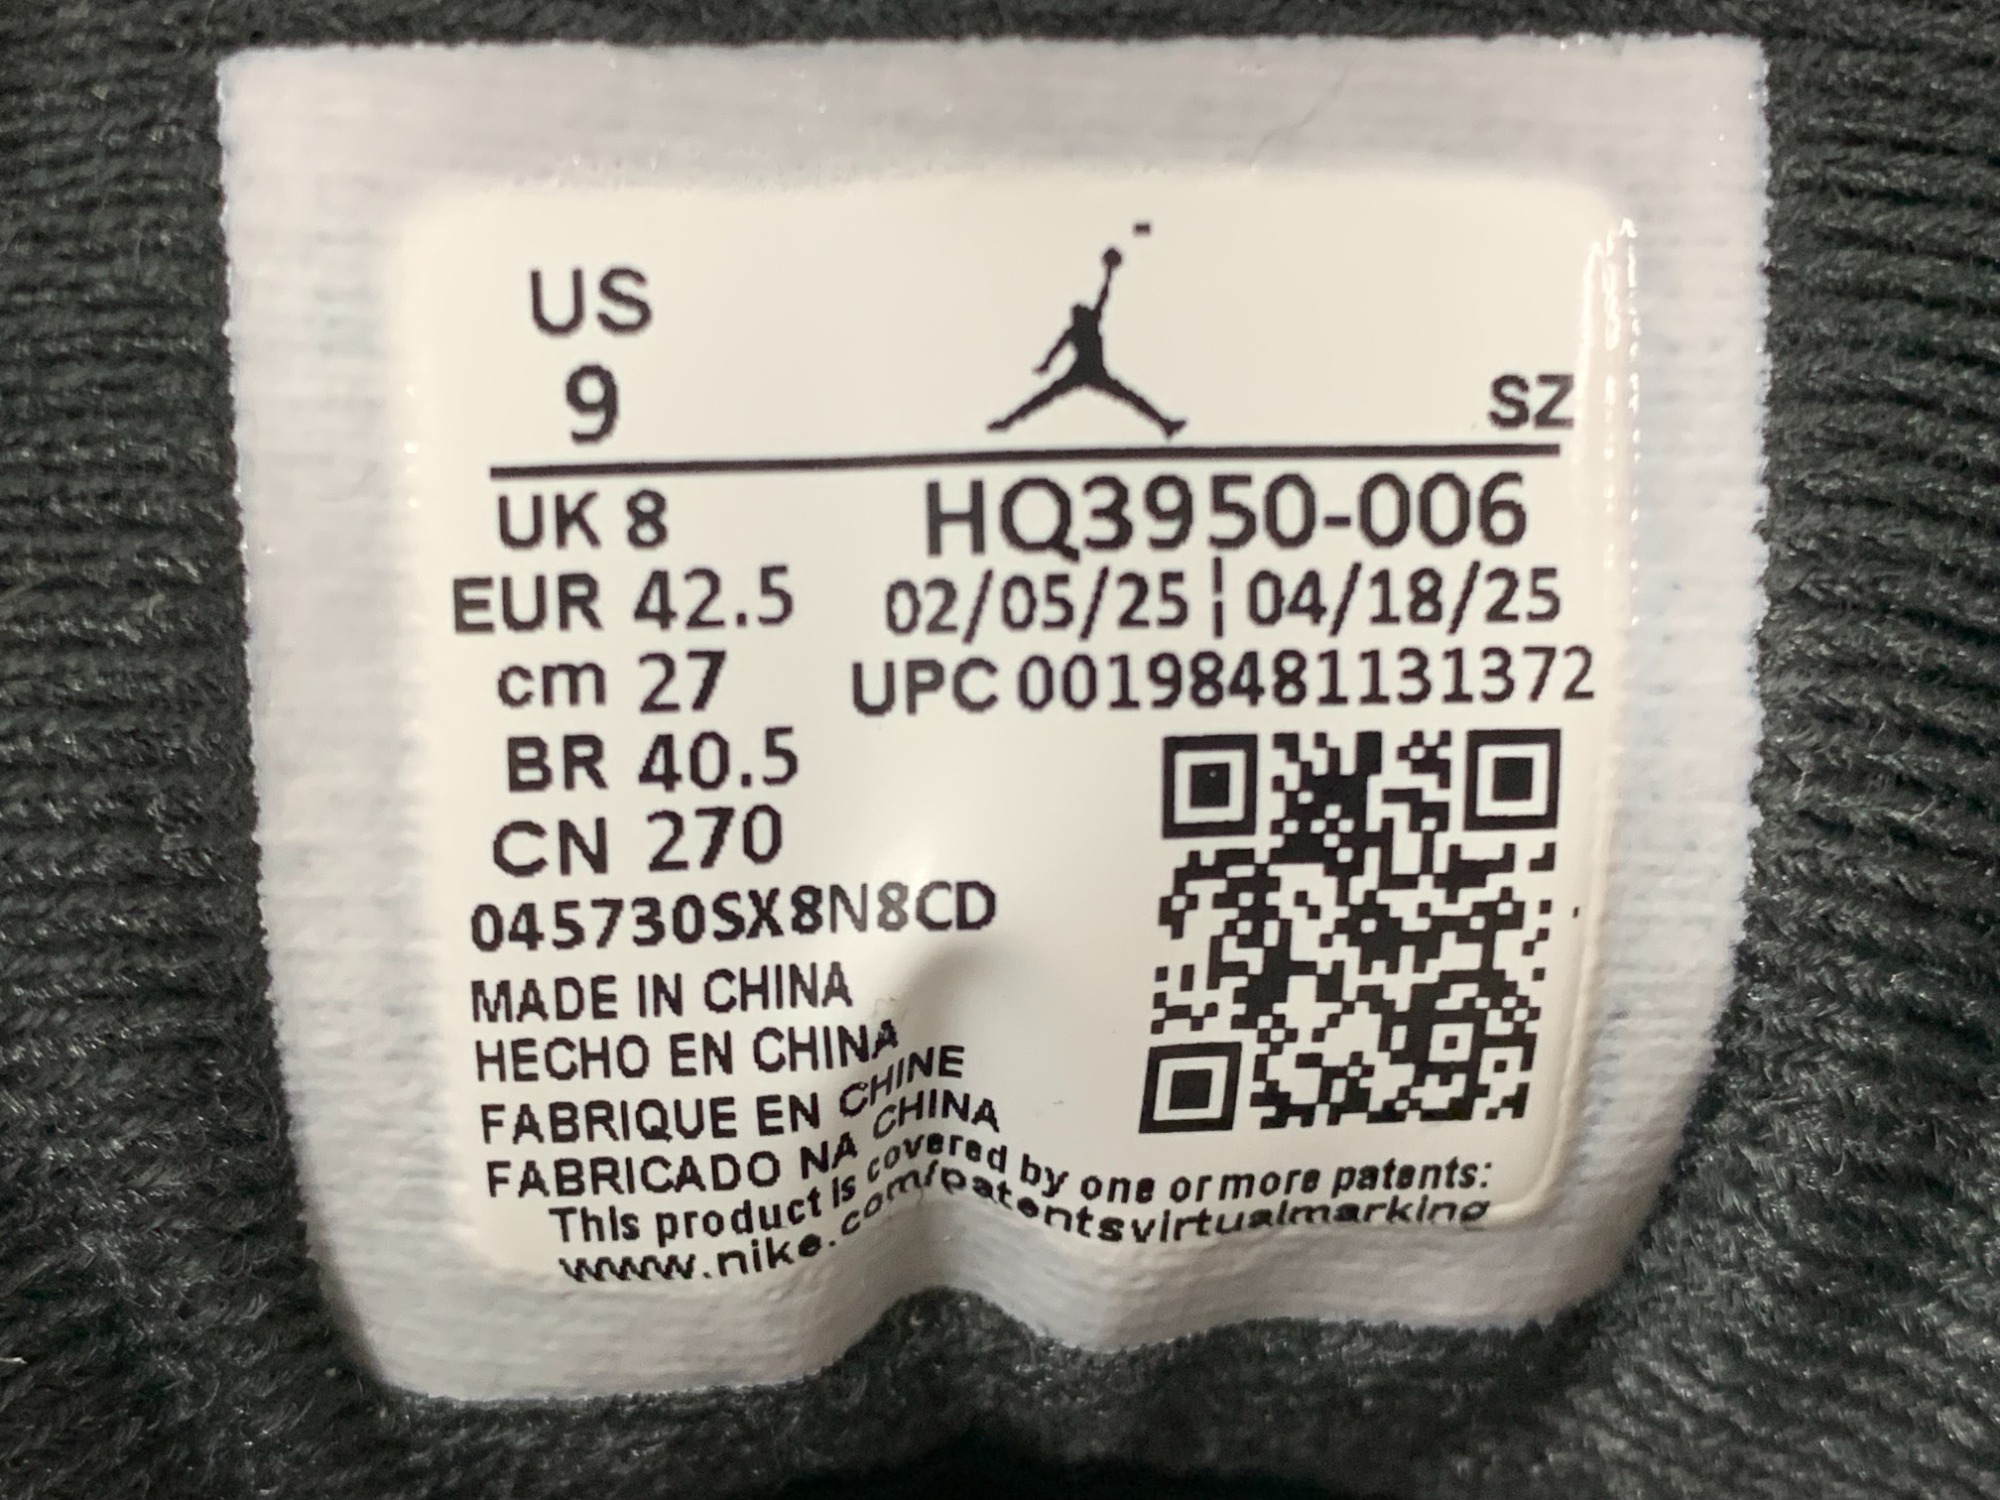 US
9
SZ
UK 8
HQ3950-006
EUR 42.5
02/05/25 ¦ 04/18/25
cm 27
UPC 00198481131372
BR 40.5
CN 270
045730SX8N8CD
MADE IN CHINA
HECHO EN CHINA
FABRIQUE EN CHINE
FABRICADO NA CHINA
This product is covered by one or more patents:
www.nike.com/patentsvirtualmarking